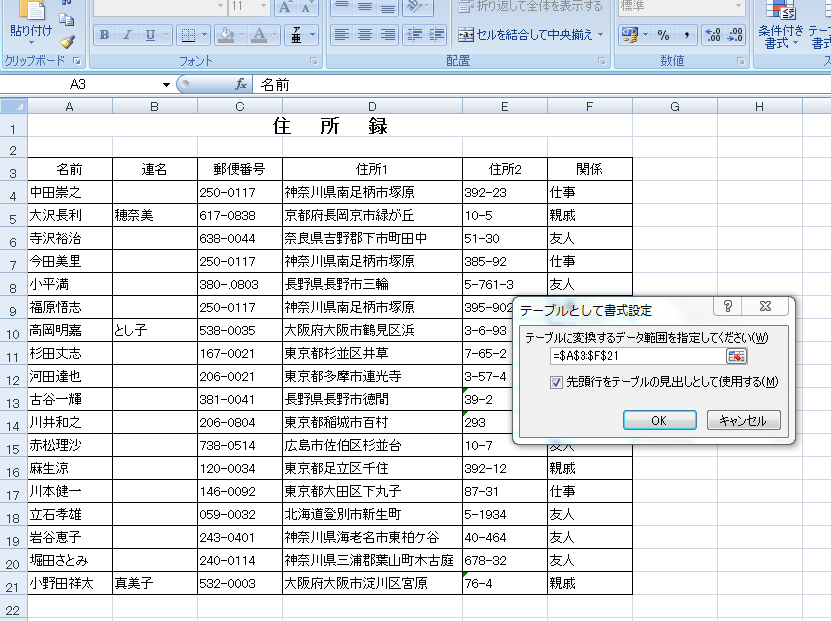 11 A A 折り返して全体を表示する 標準
貼り付け B I U A 亜 セルを結合して中央揃え % , 条件付き
書式
クリップボード フォント 配置 数値
A3 fx 名前
A B C D E F G H
1 住 所 録
2
3 名前 連名 郵便番号 住所1 住所2 関係
4 中田崇之 250-0117 神奈川県南足柄市塚原 392-23 仕事
5 大沢長利 穂奈美 617-0838 京都府長岡京市緑が丘 10-5 親戚
6 寺沢裕治 638-0044 奈良県吉野郡下市町田中 51-30 友人
7 今田美里 250-0117 神奈川県南足柄市塚原 385-92 仕事
8 小平満 380-.0803 長野県長野市三輪 5-761-3 友人
9 福原悟志 250-0117 神奈川県南足柄市塚原 395-902
10 高岡明嘉 とし子 538-0035 大阪府大阪市鶴見区浜 3-6-93
11 杉田丈志 167-0021 東京都杉並区井草 7-65-2
12 河田達也 206-0021 東京都多摩市連光寺 3-57-4
13 古谷一輝 381-0041 長野県長野市徳間 39-2
14 川井和之 206-0804 東京都稲城市百村 293
15 赤松理沙 738-0514 広島市佐伯区杉並台 10-7 友人
16 麻生涼 120-0034 東京都足立区千住 392-12 親戚
17 川本健一 146-0092 東京都大田区下丸子 87-31 仕事
18 立石孝雄 059-0032 北海道登別市新生町 5-1934 友人
19 岩谷恵子 243-0401 神奈川県海老名市東柏ケ谷 40-464 友人
20 堀田さとみ 240-0114 神奈川県三浦郡葉山町木古庭 678-32 友人
21 小野田祥太 真美子 532-0003 大阪府大阪市淀川区宮原 76-4 親戚
22
テーブルとして書式設定
テーブルに変換するデータ範囲を指定してください(W)
=$A$3:$F$21
先頭行をテーブルの見出しとして使用する(M)
OK キャンセル